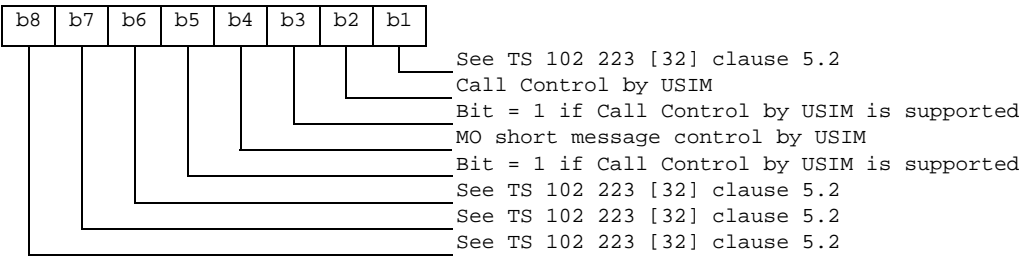 b8 b7 b6 b5 b4 b3 b2 b1
See TS 102 223 [32] clause 5.2
Call Control by USIM
Bit = 1 if Call Control by USIM is supported
MO short message control by USIM
Bit = 1 if Call Control by USIM is supported
See TS 102 223 [32] clause 5.2
See TS 102 223 [32] clause 5.2
See TS 102 223 [32] clause 5.2